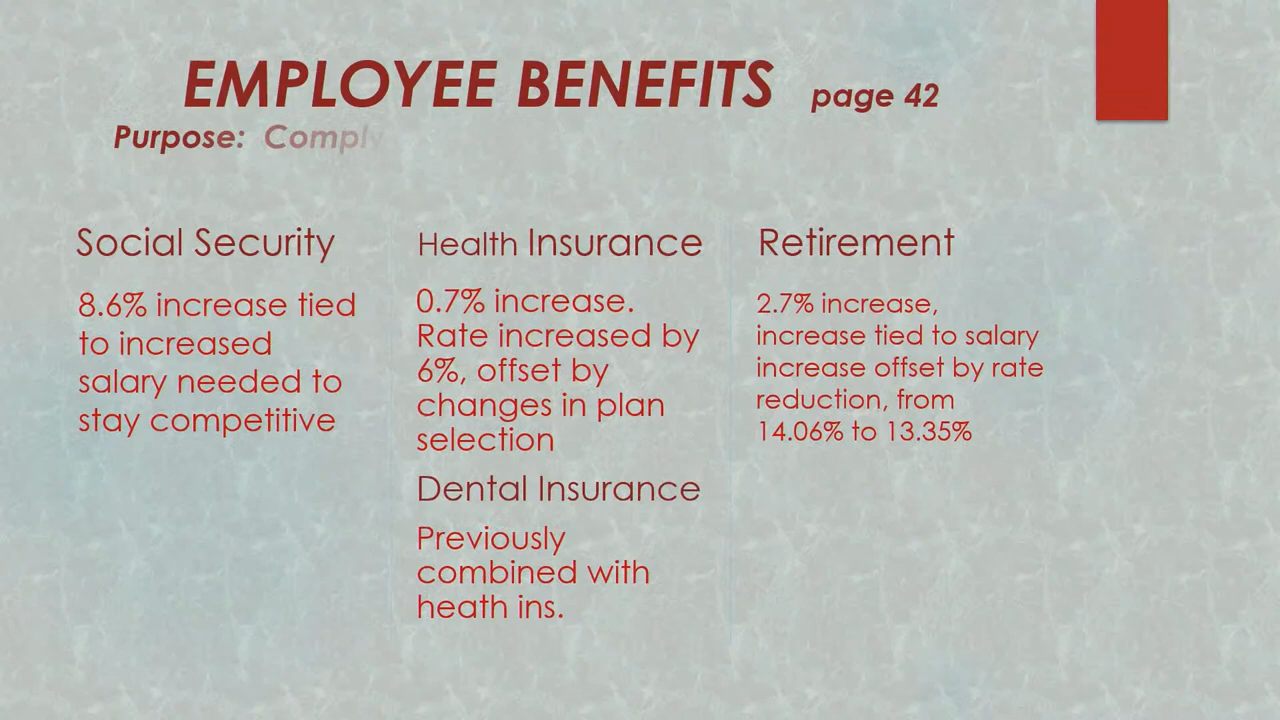 EMPLOYEE BENEFITS page 42
Purpose: Comply
Social Security
8.6% increase tied
to increased
salary needed to
stay competitive
Health Insurance
0.7% increase.
Rate increased by
6%, offset by
changes in plan
selection
Dental Insurance
Previously
combined with
heath ins.
Retirement
2.7% increase,
increase tied to salary
increase offset by rate
reduction, from
14.06% to 13.35%